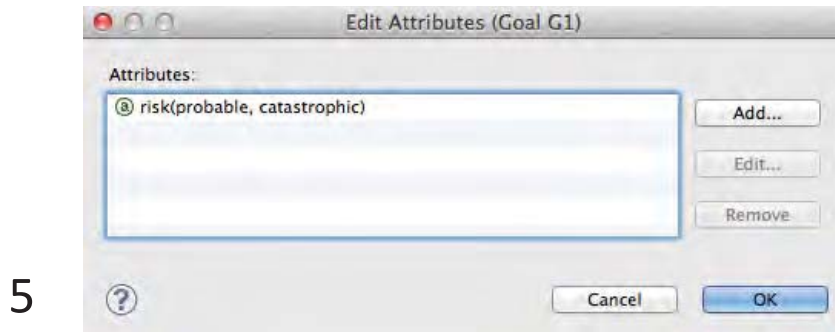 Edit Attributes (Goal G1)
Attributes:
ⓐ risk(probable, catastrophic)
Add...
Edit...
Remove
5
?
Cancel
OK